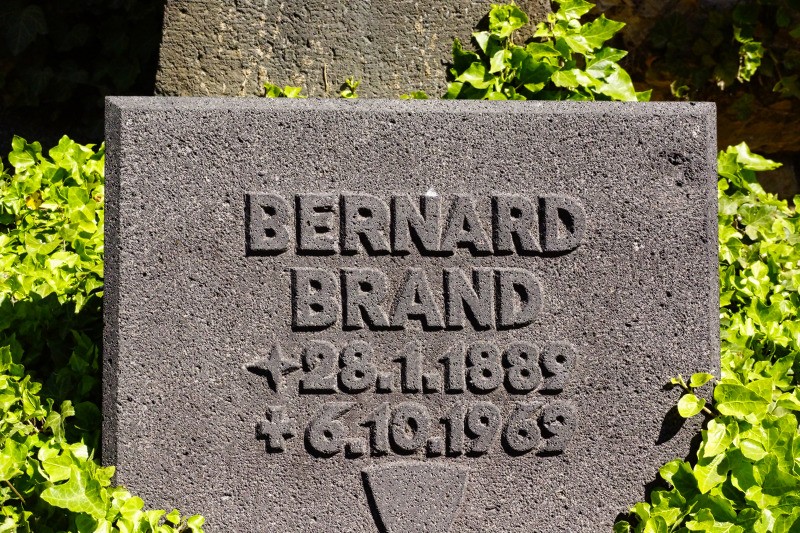 BERNARD
BRAND
✦ 28.1.1889
✚ 6.10.1969